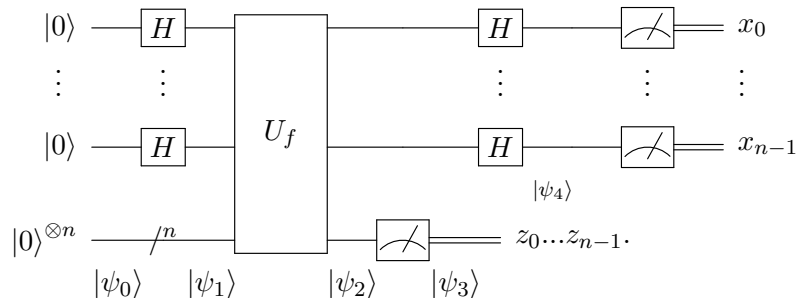 |0⟩ H H x₀
⋮ ⋮ ⋮ ⋮ ⋮
|0⟩ H U_f H x_{n−1}
|ψ₄⟩
|0⟩^{⊗n} n z₀...z_{n−1}.
|ψ₀⟩ |ψ₁⟩ |ψ₂⟩ |ψ₃⟩